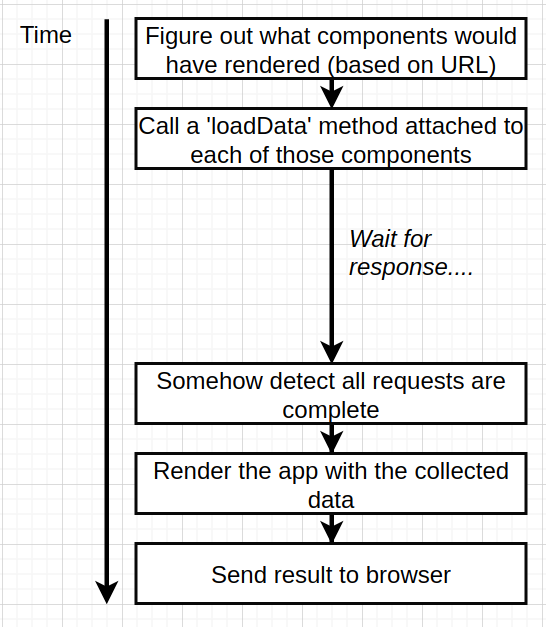 Time
Figure out what components would
have rendered (based on URL)
Call a 'loadData' method attached to
each of those components
Wait for
response....
Somehow detect all requests are
complete
Render the app with the collected
data
Send result to browser